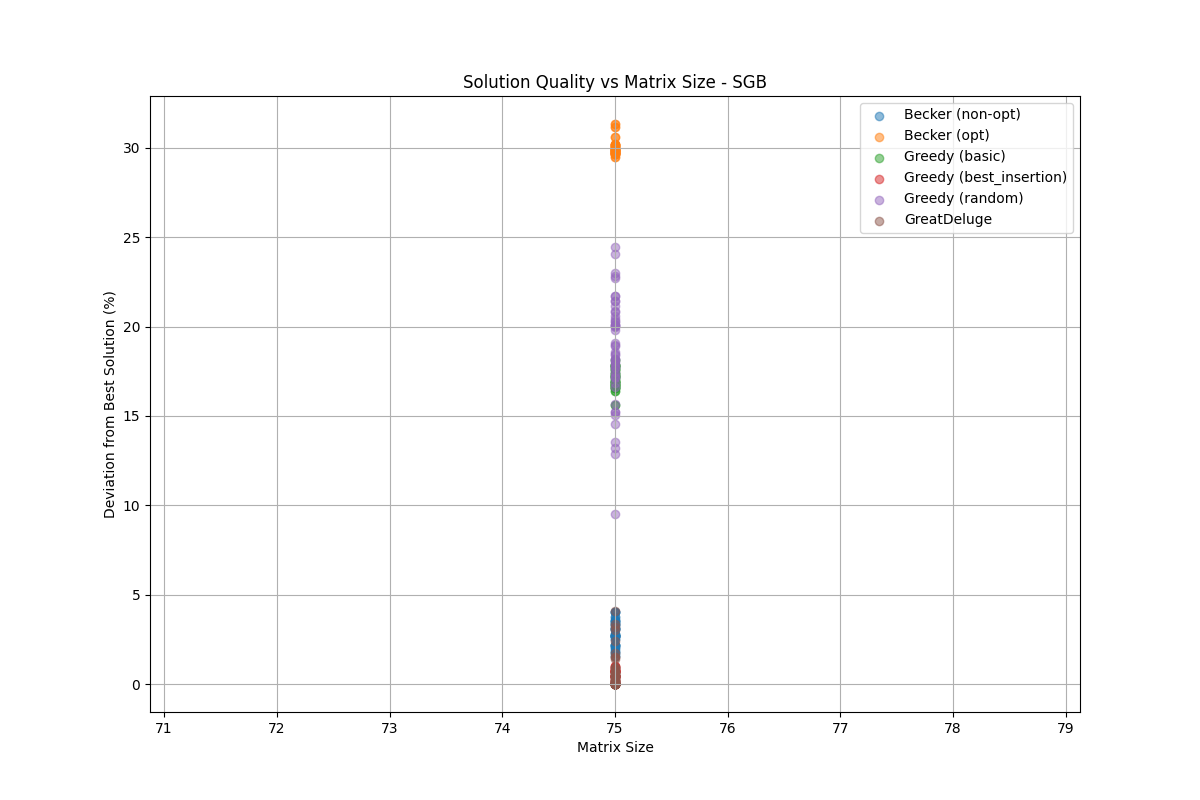 Solution Quality vs Matrix Size - SGB
Becker (non-opt)
Becker (opt)
Greedy (basic)
Greedy (best_insertion)
Greedy (random)
GreatDeluge
Deviation from Best Solution (%)
30
25
20
15
10
5
0
71 72 73 74 75 76 77 78 79
Matrix Size